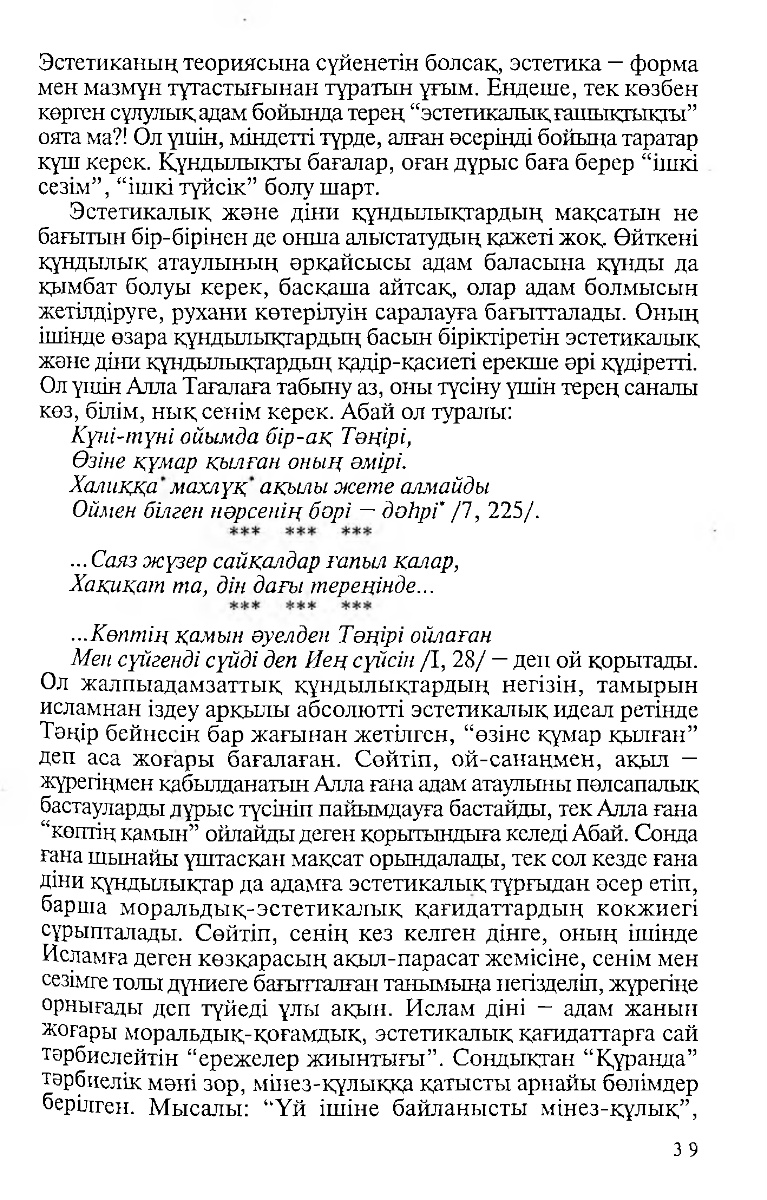 Эстетиканың теориясына сүйенетін болсақ, эстетика — форма
мен мазмұн тұтастығынан тұратын ұғым. Ендеше, тек көзбен
көрген сұлулық адам бойында терең “эстетикалық ғашықтықты”
оята ма?! Ол үшін, міндетті түрде, алған әсеріңді бойыңа таратар
күш керек. Құндылықты бағалар, оған дұрыс баға берер “ішкі
сезім”, “ішкі түйсік” болу шарт.
Эстетикалық және діни құндылықтардың мақсатын не
бағытын бір-бірінен де онша алыстатудың қажеті жоқ. Өйткені
құндылық атаулының әрқайсысы адам баласына құнды да
қымбат болуы керек, басқаша айтсақ, олар адам болмысын
жетілдіруге, рухани көтерілуін саралауға бағытталады. Оның
ішінде өзара құндылықтардың басын біріктіретін эстетикалық
және діни құндылықтардың қадір-қасиеті ерекше әрі құдіретті.
Ол үшін Алла Тағалаға табыну аз, оны түсіну үшін терең саналы
көз, білім, нық сенім керек. Абай ол туралы:
Күні-түні ойымда бір-ақ Тәңірі,
Өзіне құмар қылған оның әмірі.
Халиққа* махлұқ* ақылы жете алмайды
Оймен білген нәрсенің бәрі — дәһрі* /7, 225/.
*** *** ***
...Саяз жүзер сайқалдар ғапыл қалар,
Хақиқат та, дін дағы тереңінде...
*** *** ***
...Көптің қамын әуелден Тәңірі ойлаған
Мен сүйгенді сүйді деп Иең сүйсін /1, 28/ — деп ой қорытады.
Ол жалпыадамзаттық құндылықтардың негізін, тамырын
исламнан іздеу арқылы абсолютті эстетикалық идеал ретінде
Тәңір бейнесін бар жағынан жетілген, “өзіне құмар қылған”
деп аса жоғары бағалаған. Сөйтіп, ой-санаңмен, ақыл —
жүрегіңмен қабылданатын Алла ғана адам атаулыны пәлсапалық
бастауларды дұрыс түсініп пайымдауға бастайды, тек Алла ғана
“көптің қамын” ойлайды деген қорытындыға келеді Абай. Сонда
ғана шынайы ұштасқан мақсат орындалады, тек сол кезде ғана
діни құндылықтар да адамға эстетикалық тұрғыдан әсер етіп,
барша моральдық-эстетикалық қағидаттардың кокжиегі
сұрыпталады. Сөйтіп, сенің кез келген дінге, оның ішінде
Исламға деген көзқарасың ақыл-парасат жемісіне, сенім мен
сезімге толы дүниеге бағытталған танымыңа негізделіп, жүрегіңе
орнығады деп түйеді ұлы ақын. Ислам діні — адам жанын
жоғары моральдық-қоғамдық, эстетикалық қағидаттарға сай
тәрбиелейтін “ережелер жиынтығы”. Сондықтан “Құранда”
тәрбиелік мәні зор, мінез-құлыққа қатысты арнайы бөлімдер
берілген. Мысалы: “Үй ішіне байланысты мінез-құлық”,
39